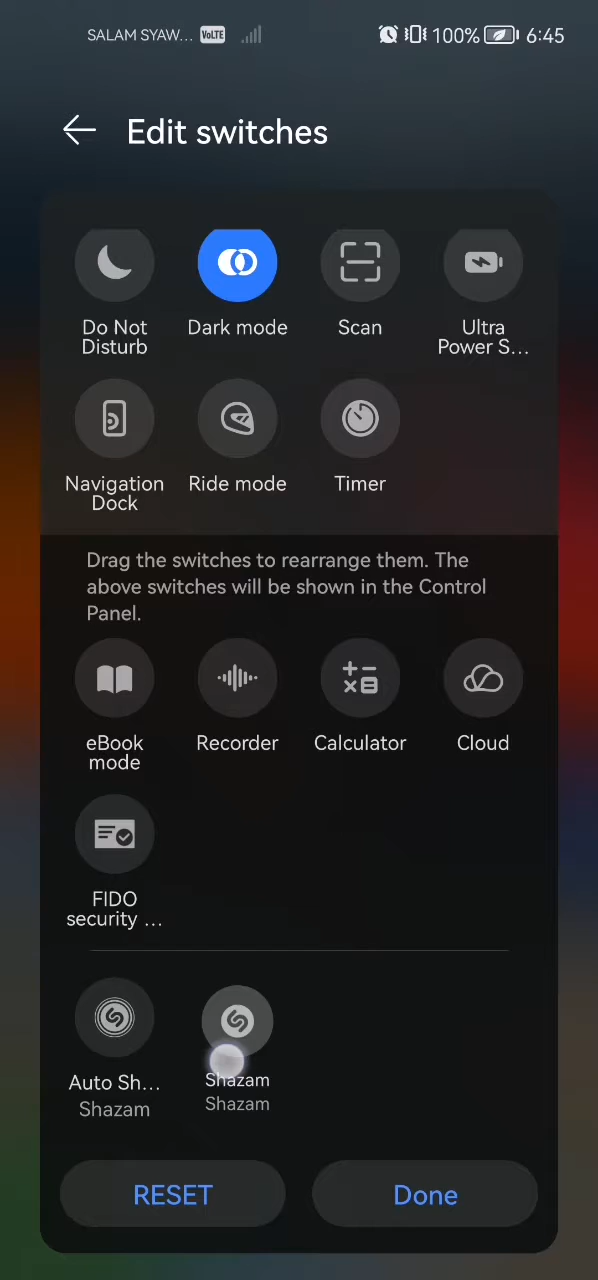 SALAM SYAW... VoLTE 100% 6:45
Edit switches
Do Not Disturb
Dark mode
Scan
Ultra Power S...
Navigation Dock
Ride mode
Timer
Drag the switches to rearrange them. The
above switches will be shown in the Control
Panel.
eBook mode
Recorder
Calculator
Cloud
FIDO security ...
Auto Sh...
Shazam
Shazam
Shazam
RESET
Done